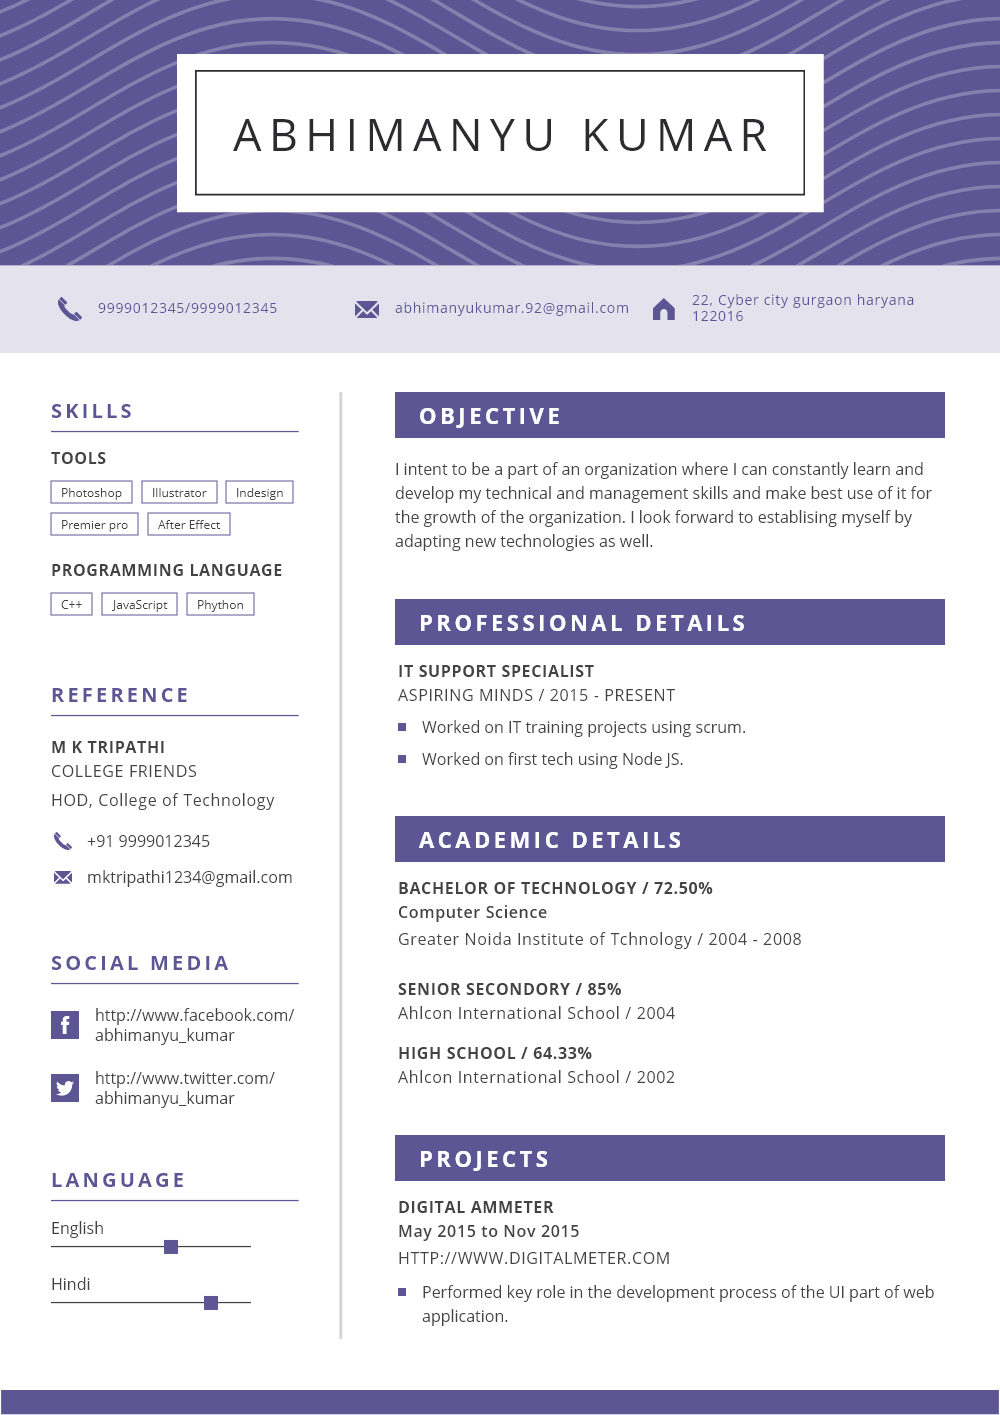 ABHIMANYU KUMAR
9999012345/9999012345
abhimanyukumar.92@gmail.com
22, Cyber city gurgaon haryana
122016
SKILLS
TOOLS
Photoshop Illustrator Indesign
Premier pro After Effect
PROGRAMMING LANGUAGE
C++ JavaScript Phython
REFERENCE
M K TRIPATHI
COLLEGE FRIENDS
HOD, College of Technology
+91 9999012345
mktripathi1234@gmail.com
SOCIAL MEDIA
http://www.facebook.com/
abhimanyu_kumar
http://www.twitter.com/
abhimanyu_kumar
LANGUAGE
English
Hindi
OBJECTIVE
I intent to be a part of an organization where I can constantly learn and
develop my technical and management skills and make best use of it for
the growth of the organization. I look forward to establising myself by
adapting new technologies as well.
PROFESSIONAL DETAILS
IT SUPPORT SPECIALIST
ASPIRING MINDS / 2015 - PRESENT
Worked on IT training projects using scrum.
Worked on first tech using Node JS.
ACADEMIC DETAILS
BACHELOR OF TECHNOLOGY / 72.50%
Computer Science
Greater Noida Institute of Tchnology / 2004 - 2008
SENIOR SECONDORY / 85%
Ahlcon International School / 2004
HIGH SCHOOL / 64.33%
Ahlcon International School / 2002
PROJECTS
DIGITAL AMMETER
May 2015 to Nov 2015
HTTP://WWW.DIGITALMETER.COM
Performed key role in the development process of the UI part of web
application.